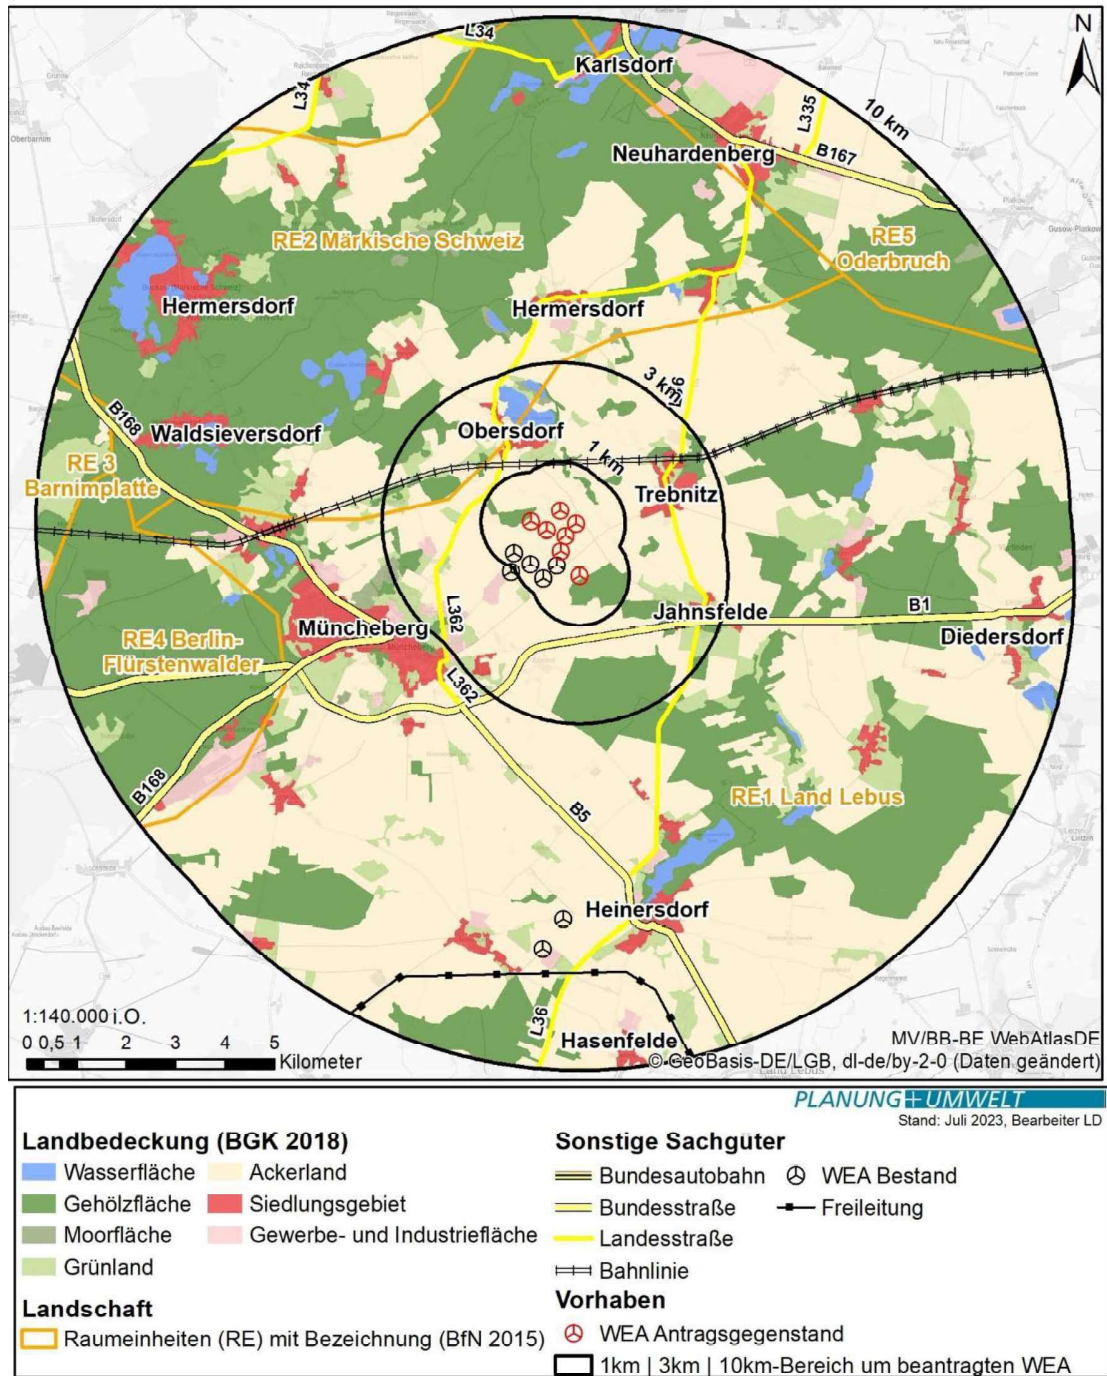 N
L34
Karlsdorf
L34
L335
10 km
Neuhardenberg
B167
RE2 Märkische Schweiz
RE5
Oderbruch
Hermersdorf
Hermersdorf
3 km
B168
Waldsieversdorf
Obersdorf
1 km
RE 3
Barnimplatte
Trebnitz
L362
Müncheberg
Jahnsfelde
B1
Diedersdorf
RE4 Berlin-
Flürstenwalder
L362
B168
B5
RE1 Land Lebus
Heinersdorf
L36
Hasenfelde
1:140.000 i.O.
0 0,5 1 2 3 4 5
Kilometer
MV/BB-BE WebAtlasDE
© GeoBasis-DE/LGB, dl-de/by-2-0 (Daten geändert)
PLANUNG+UMWELT
Stand: Juli 2023, Bearbeiter LD
Landbedeckung (BGK 2018)
Wasserfläche
Ackerland
Gehölzfläche
Siedlungsgebiet
Moorfläche
Gewerbe- und Industriefläche
Grünland
Landschaft
Raumeinheiten (RE) mit Bezeichnung (BfN 2015)
Sonstige Sachgüter
Bundesautobahn
WEA Bestand
Bundesstraße
Freileitung
Landesstraße
Bahnlinie
Vorhaben
WEA Antragsgegenstand
1km | 3km | 10km-Bereich um beantragten WEA